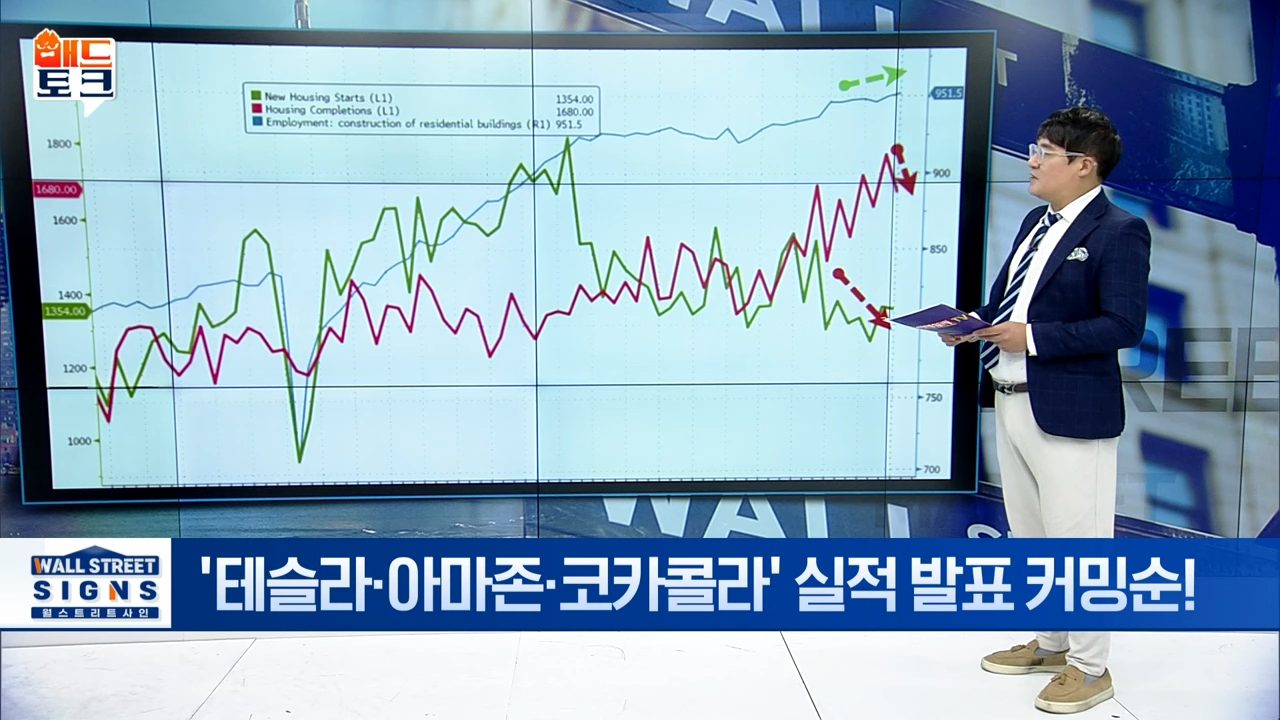 매드
토크
WALL
New Housing Starts (L1) 1354.00
Housing Completions (L1) 1680.00
Employment: construction of residential buildings (R1) 951.5
1800
1680.00
1600
1400
1354.00
1200
1000
951.5
900
850
750
700
WALL
WALL STREET
SIGNS
월스트리트사인
'테슬라·아마존·코카콜라' 실적 발표 커밍순!